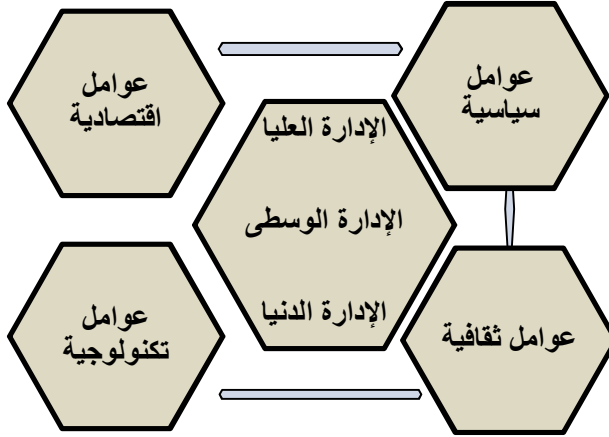 عوامل
سياسية
عوامل
اقتصادية
الإدارة العليا
الإدارة الوسطى
الإدارة الدنيا
عوامل ثقافية
عوامل
تكنولوجية